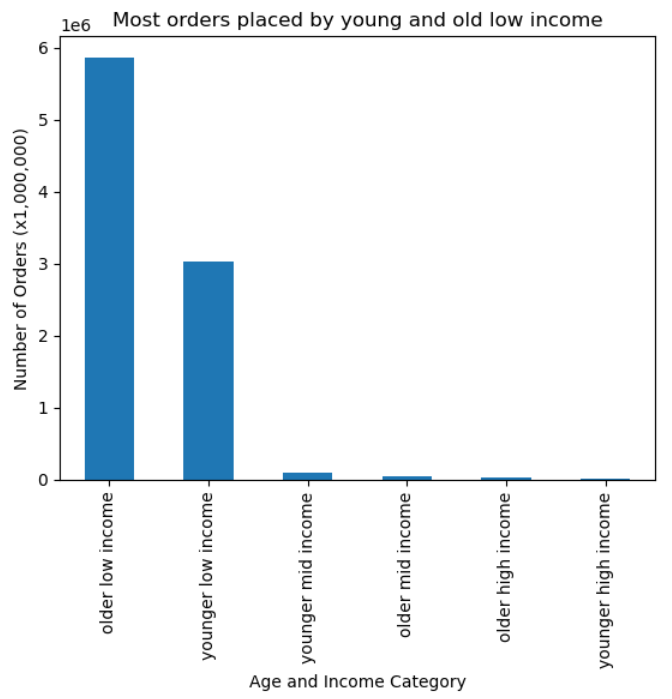 Most orders placed by young and old low income
1e6
6
5
4
3
2
1
0
Number of Orders (x1,000,000)
older low income
younger low income
younger mid income
older mid income
older high income
younger high income
Age and Income Category